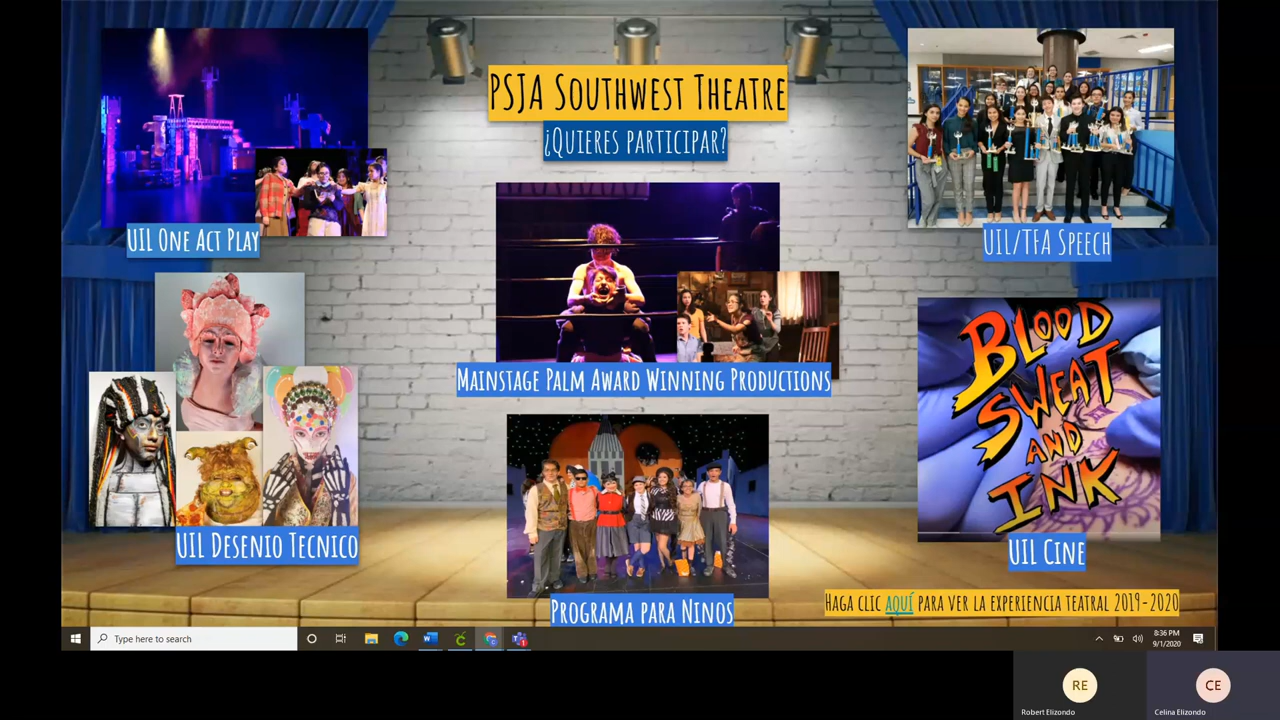 PSJA Southwest Theatre
¿Quieres participar?
UIL One Act Play
UIL/TFA Speech
Mainstage Palm Award Winning Productions
Blood
Sweat
and
Ink
UIL Desenio Tecnico
UIL Cine
Programa para Ninos
Haga clic aquí para ver la experiencia teatral 2019-2020
Type here to search
8:36 PM
9/1/2020
RE
CE
Robert Elizondo
Celina Elizondo